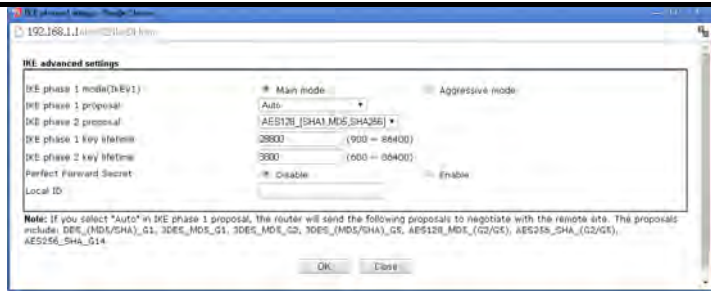 192.168.1.1
IKE advanced settings
IKE phase 1 mode(IKEv1) Main mode Aggressive mode
IKE phase 1 proposal Auto
IKE phase 2 proposal AES128_[SHA1,MD5,SHA256]
IKE phase 1 key lifetime 28800 (900 ~ 86400)
IKE phase 2 key lifetime 3600 (600 ~ 86400)
Perfect Forward Secret Disable Enable
Local ID
Note: If you select "Auto" in IKE phase 1 proposal, the router will send the following proposals to negotiate with the remote site. The proposals
include: DES_(MD5/SHA)_G1, 3DES_MD5_G1, 3DES_MD5_G2, 3DES_(MD5/SHA)_G5, AES128_MD5_(G2/G5), AES256_SHA_(G2/G5),
AES256_SHA_G14
OK Close